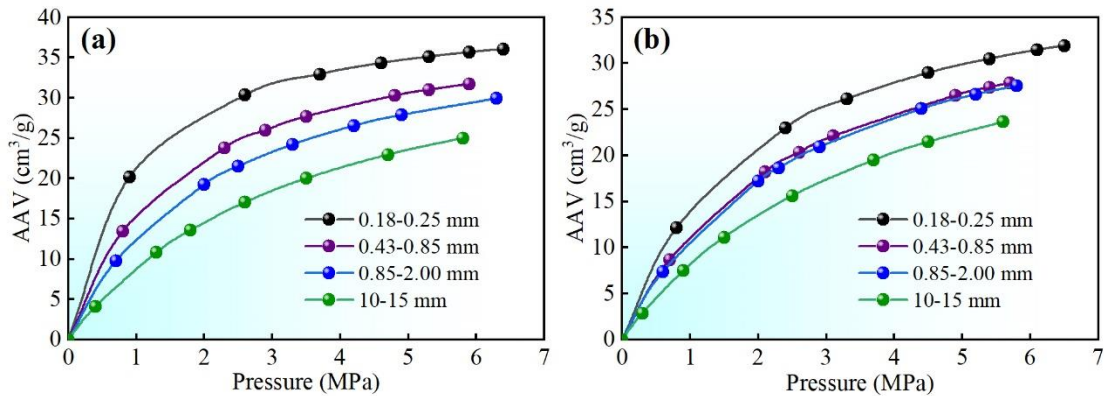 (a)
AAV (cm³/g)
40
35
30
25
20
15
10
5
0
0 1 2 3 4 5 6 7
Pressure (MPa)
0.18-0.25 mm
0.43-0.85 mm
0.85-2.00 mm
10-15 mm
(b)
AAV (cm³/g)
35
30
25
20
15
10
5
0
0 1 2 3 4 5 6 7
Pressure (MPa)
0.18-0.25 mm
0.43-0.85 mm
0.85-2.00 mm
10-15 mm